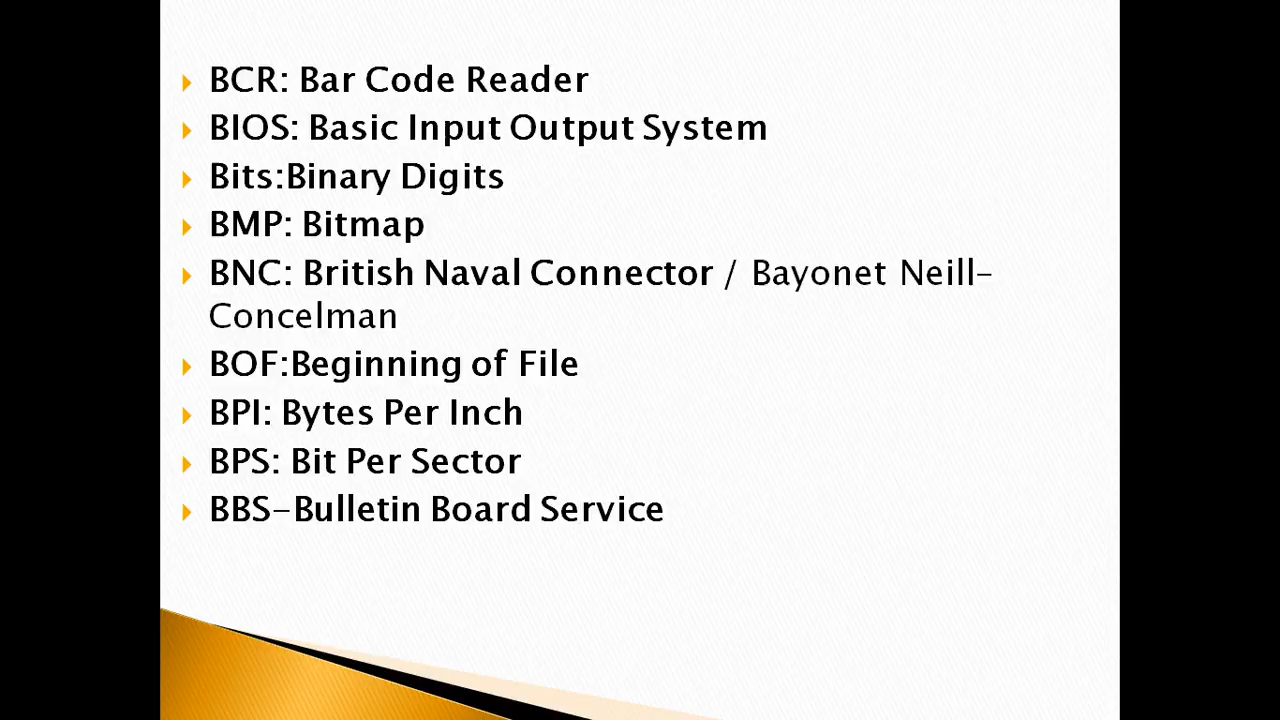 BCR: Bar Code Reader
BIOS: Basic Input Output System
Bits:Binary Digits
BMP: Bitmap
BNC: British Naval Connector / Bayonet Neill-
Concelman
BOF:Beginning of File
BPI: Bytes Per Inch
BPS: Bit Per Sector
BBS-Bulletin Board Service